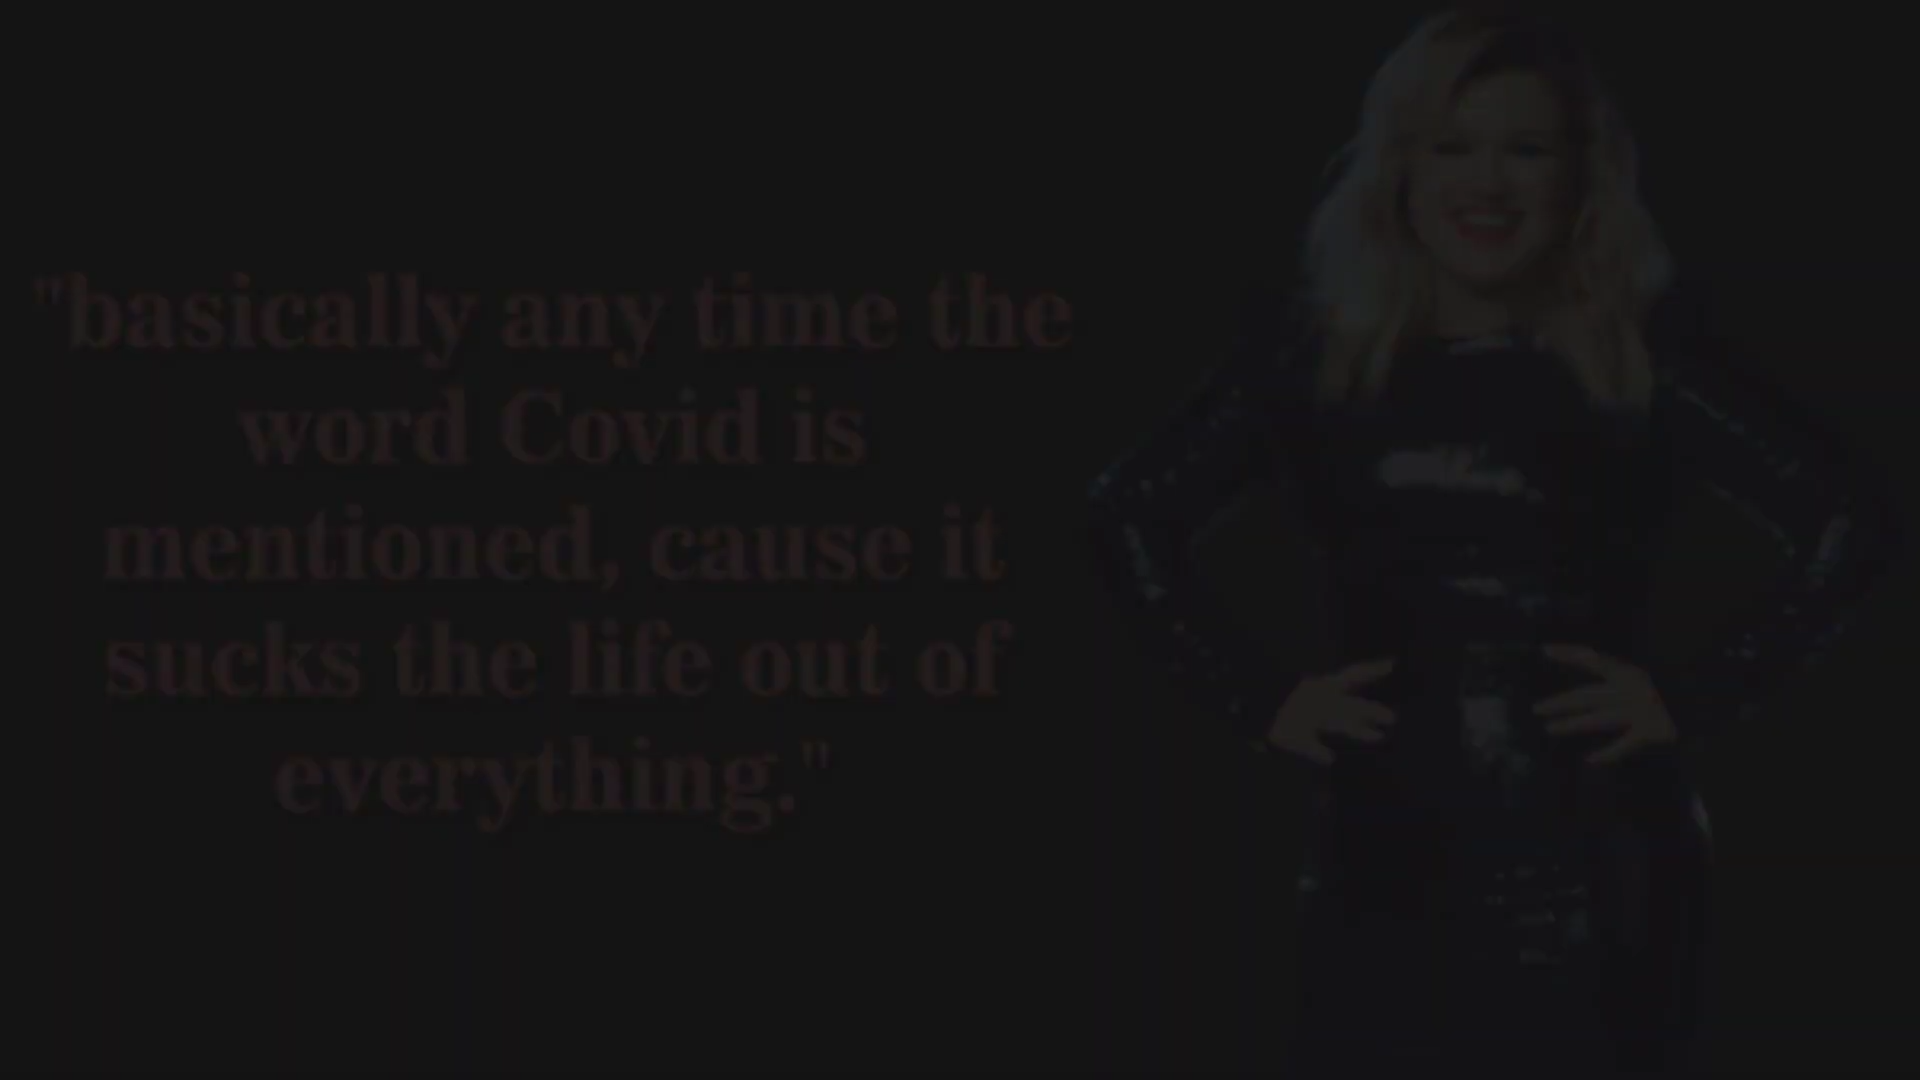 "basically any time the
word Covid is
mentioned, cause it
sucks the life out of
everything."